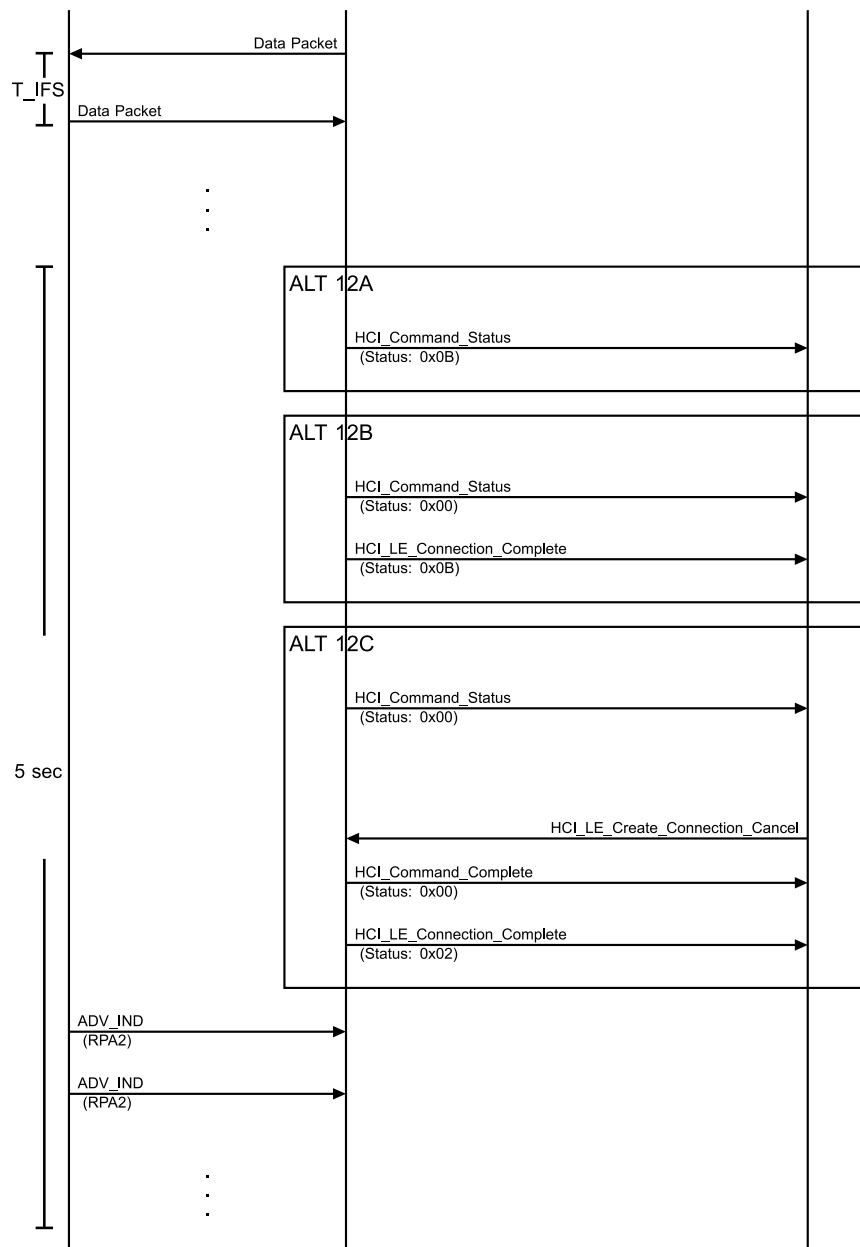 Data Packet
T_IFS
Data Packet
ALT 12A
HCI_Command_Status
(Status: 0x0B)
ALT 12B
HCI_Command_Status
(Status: 0x00)
HCI_LE_Connection_Complete
(Status: 0x0B)
ALT 12C
HCI_Command_Status
(Status: 0x00)
5 sec
HCI_LE_Create_Connection_Cancel
HCI_Command_Complete
(Status: 0x00)
HCI_LE_Connection_Complete
(Status: 0x02)
ADV_IND
(RPA2)
ADV_IND
(RPA2)